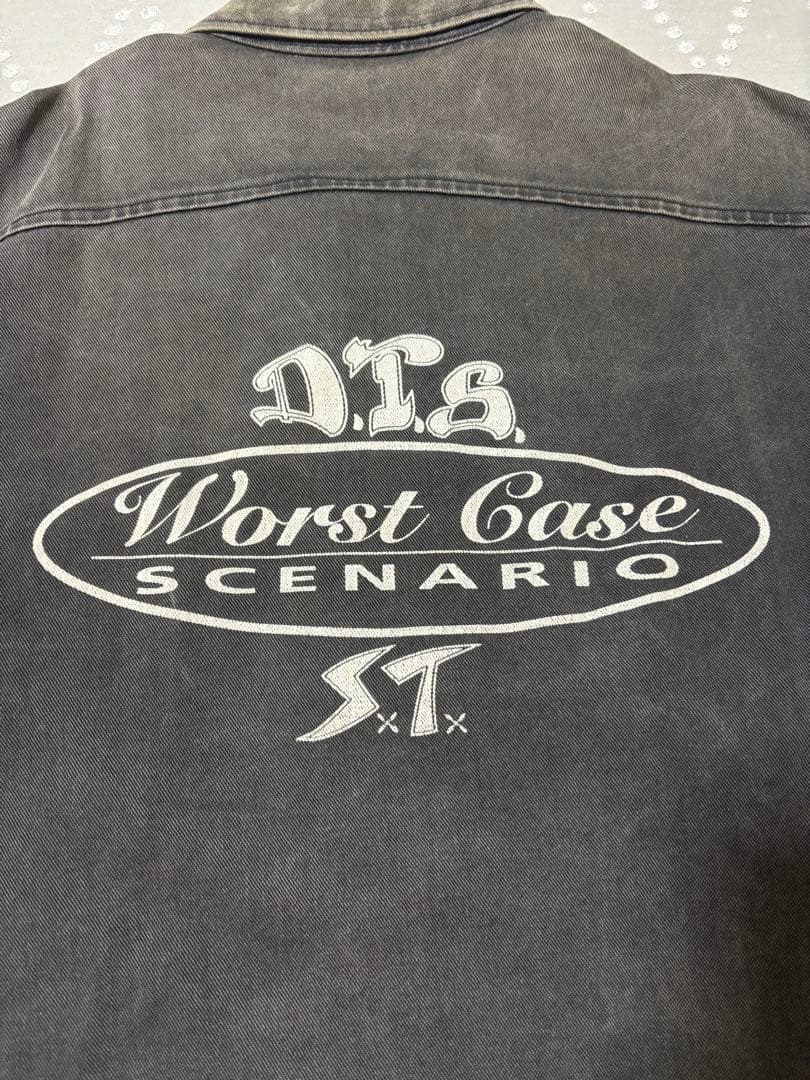 D.T.S.
Worst Case
SCENARIO
S.T.